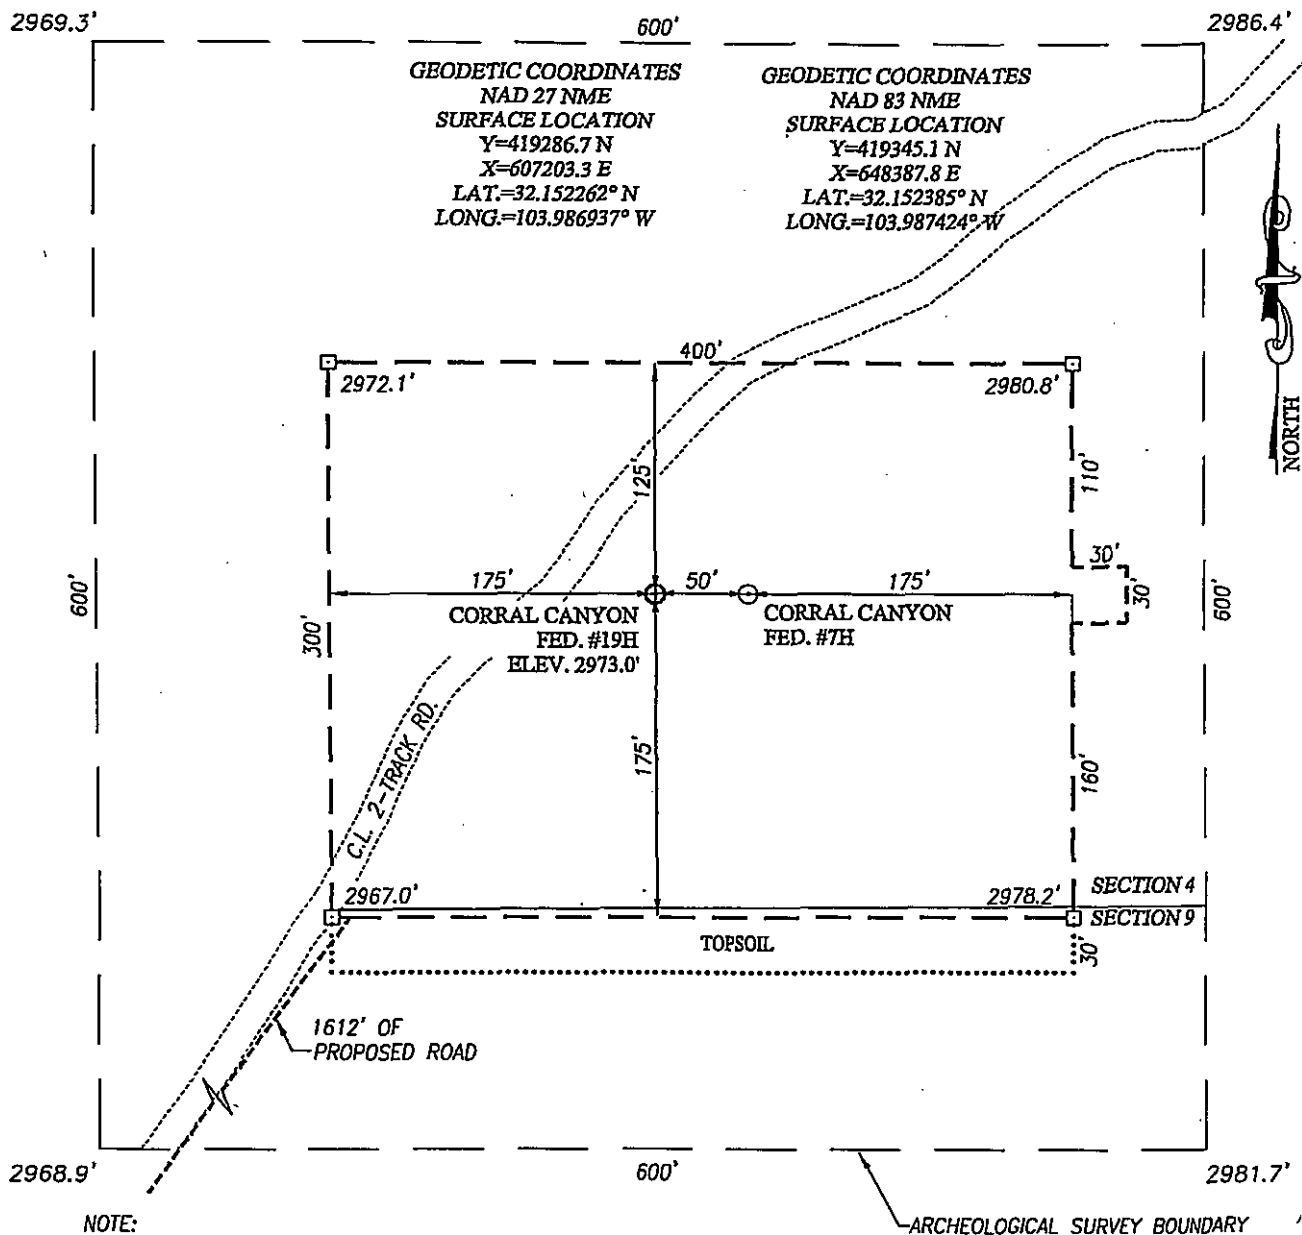 2969.3'
600'
2986.4'
GEODETIC COORDINATES
NAD 27 NME
SURFACE LOCATION
Y=419286.7 N
X=607203.3 E
LAT.=32.152262° N
LONG.=103.986937° W
GEODETIC COORDINATES
NAD 83 NME
SURFACE LOCATION
Y=419345.1 N
X=648387.8 E
LAT.=32.152385° N
LONG.=103.987424° W
NORTH
400'
2972.1'
2980.8'
125'
110'
30'
30'
600'
600'
300'
175'
50'
175'
CORRAL CANYON
FED. #19H
ELEV. 2973.0'
CORRAL CANYON
FED. #7H
C.L. 2-TRACK RD.
175'
160'
2967.0'
2978.2'
SECTION 4
SECTION 9
TOPSOIL
30'
1612' OF
PROPOSED ROAD
2968.9'
600'
2981.7'
NOTE:
ARCHEOLOGICAL SURVEY BOUNDARY